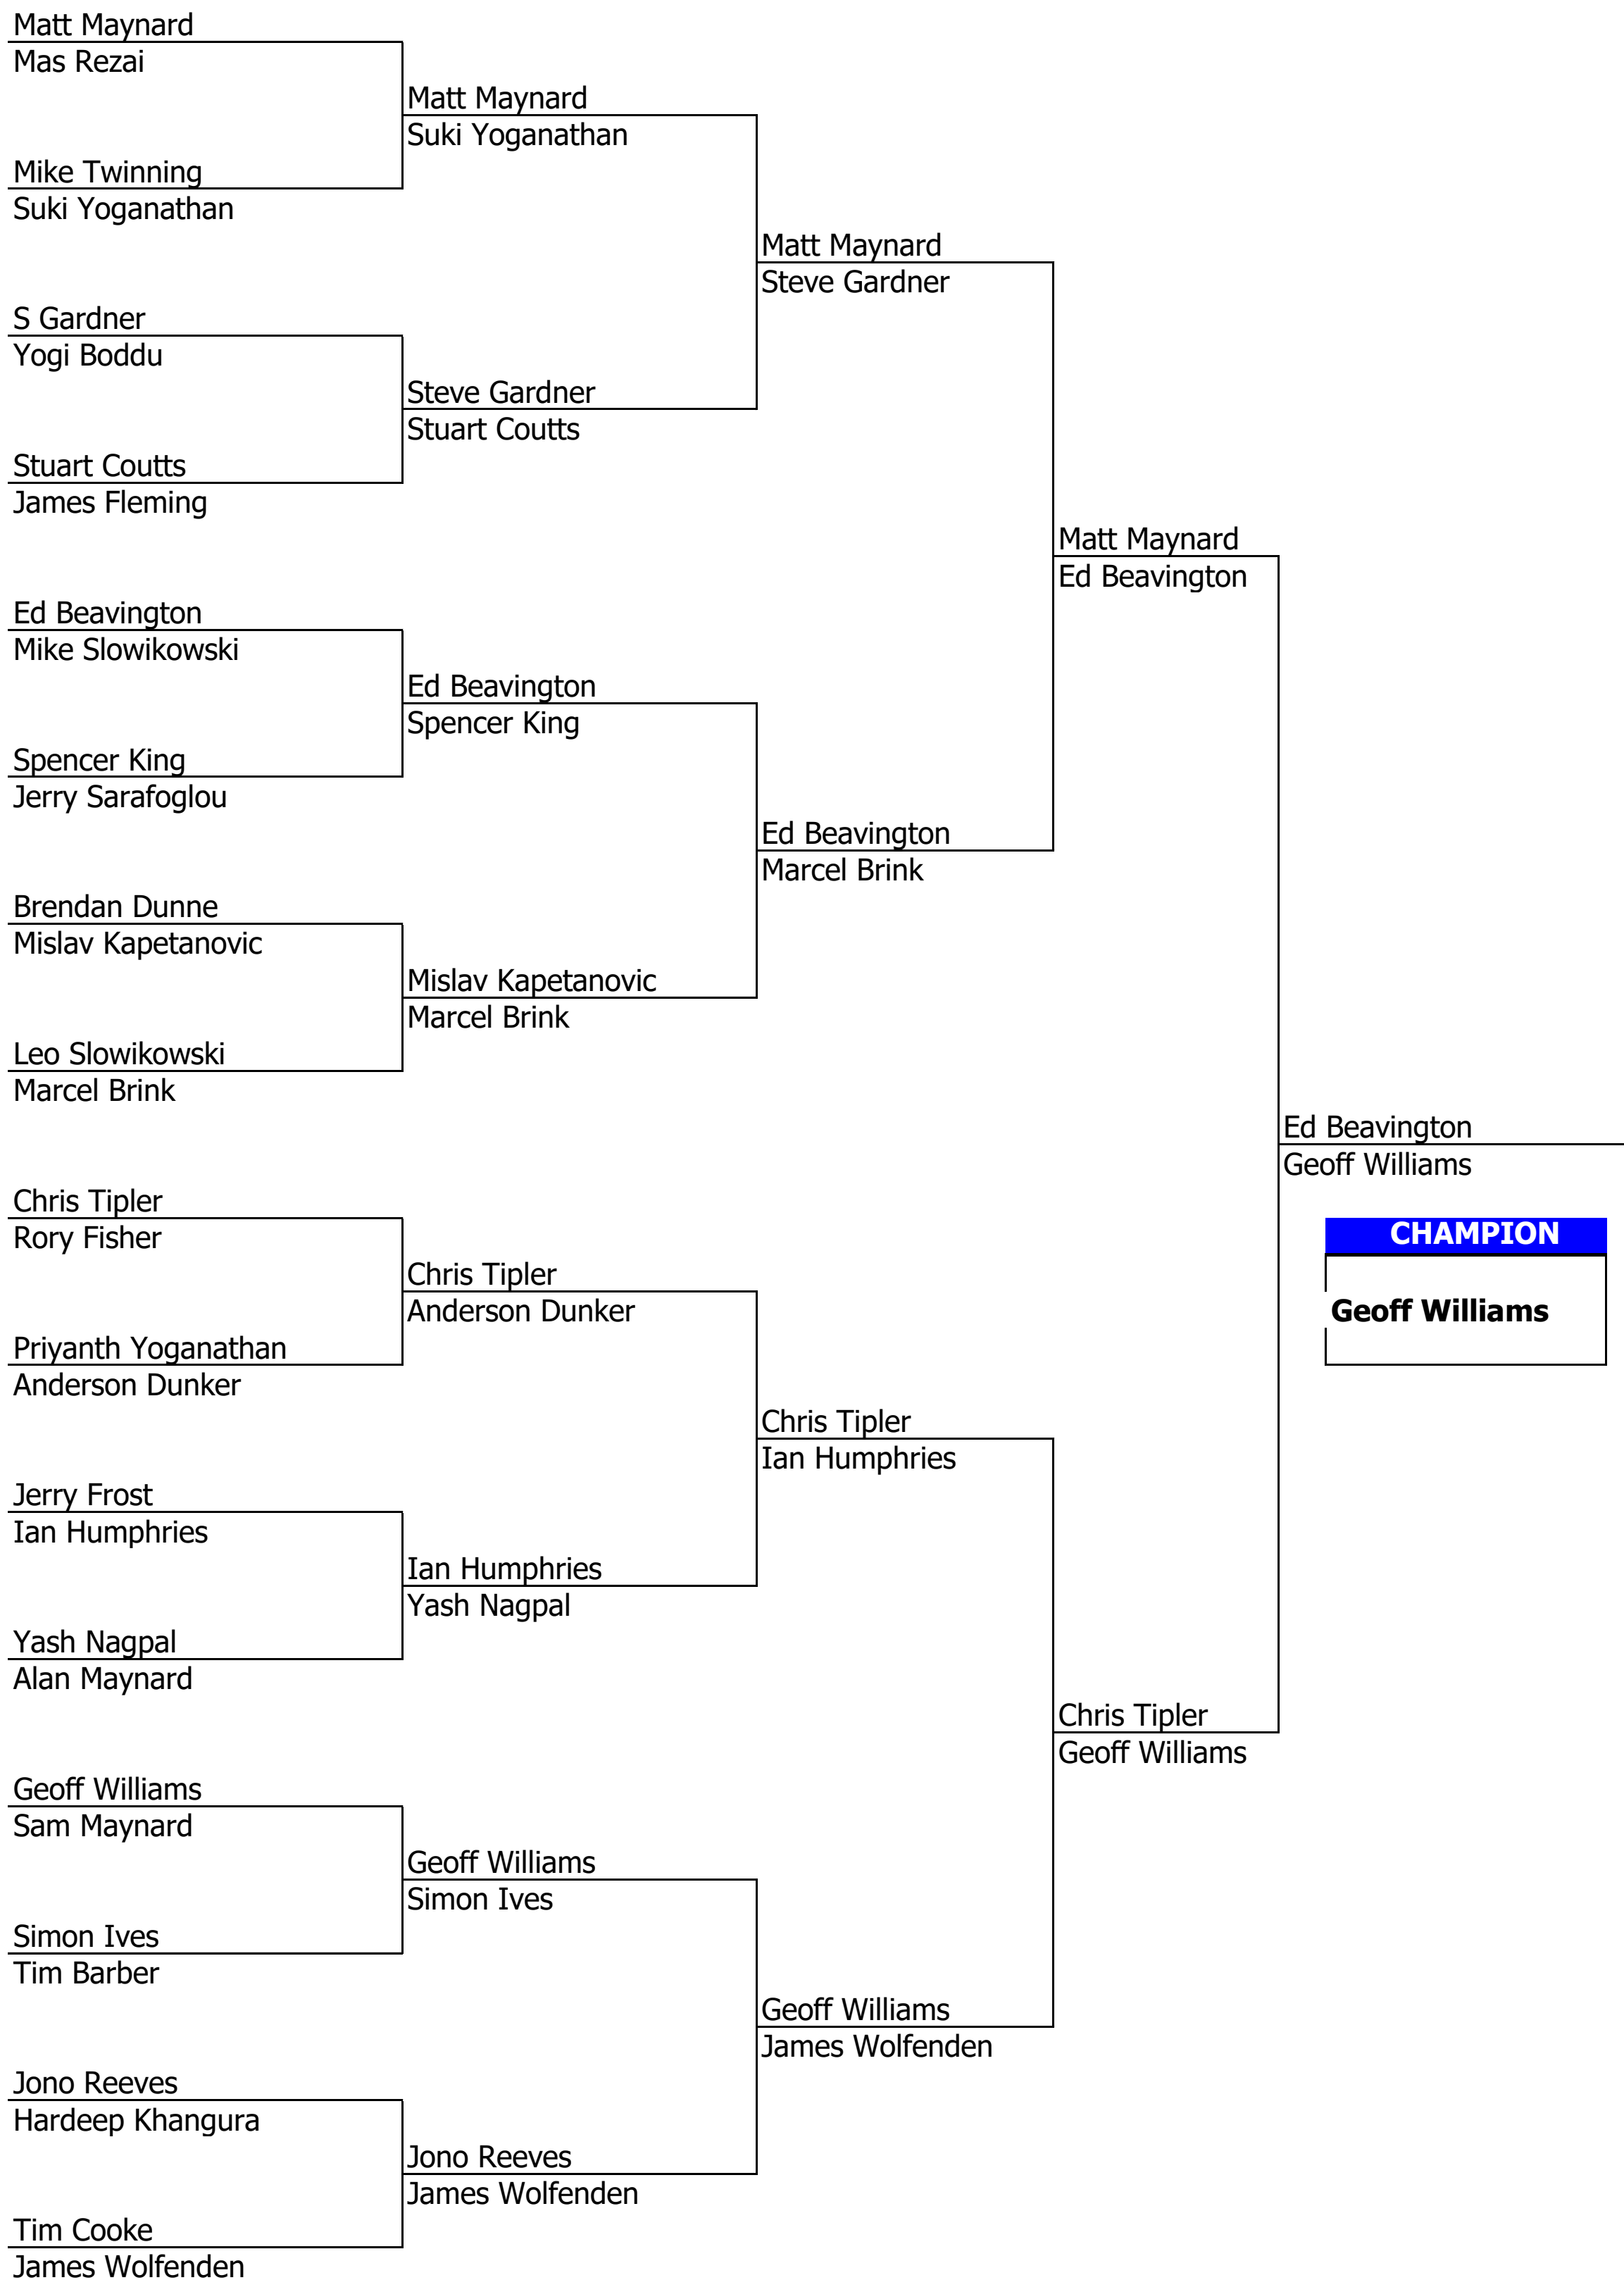 Matt Maynard
Mas Rezai
Matt Maynard
Suki Yoganathan
Mike Twinning
Suki Yoganathan
Matt Maynard
Steve Gardner
S Gardner
Yogi Boddu
Steve Gardner
Stuart Coutts
Stuart Coutts
James Fleming
Matt Maynard
Ed Beavington
Ed Beavington
Mike Slowikowski
Ed Beavington
Spencer King
Spencer King
Jerry Sarafoglou
Ed Beavington
Marcel Brink
Brendan Dunne
Mislav Kapetanovic
Mislav Kapetanovic
Marcel Brink
Leo Slowikowski
Marcel Brink
Ed Beavington
Geoff Williams
Chris Tipler
Rory Fisher
CHAMPION
Chris Tipler
Anderson Dunker
Geoff Williams
Priyanth Yoganathan
Anderson Dunker
Chris Tipler
Ian Humphries
Jerry Frost
Ian Humphries
Ian Humphries
Yash Nagpal
Yash Nagpal
Alan Maynard
Chris Tipler
Geoff Williams
Geoff Williams
Sam Maynard
Geoff Williams
Simon Ives
Simon Ives
Tim Barber
Geoff Williams
James Wolfenden
Jono Reeves
Hardeep Khangura
Jono Reeves
James Wolfenden
Tim Cooke
James Wolfenden